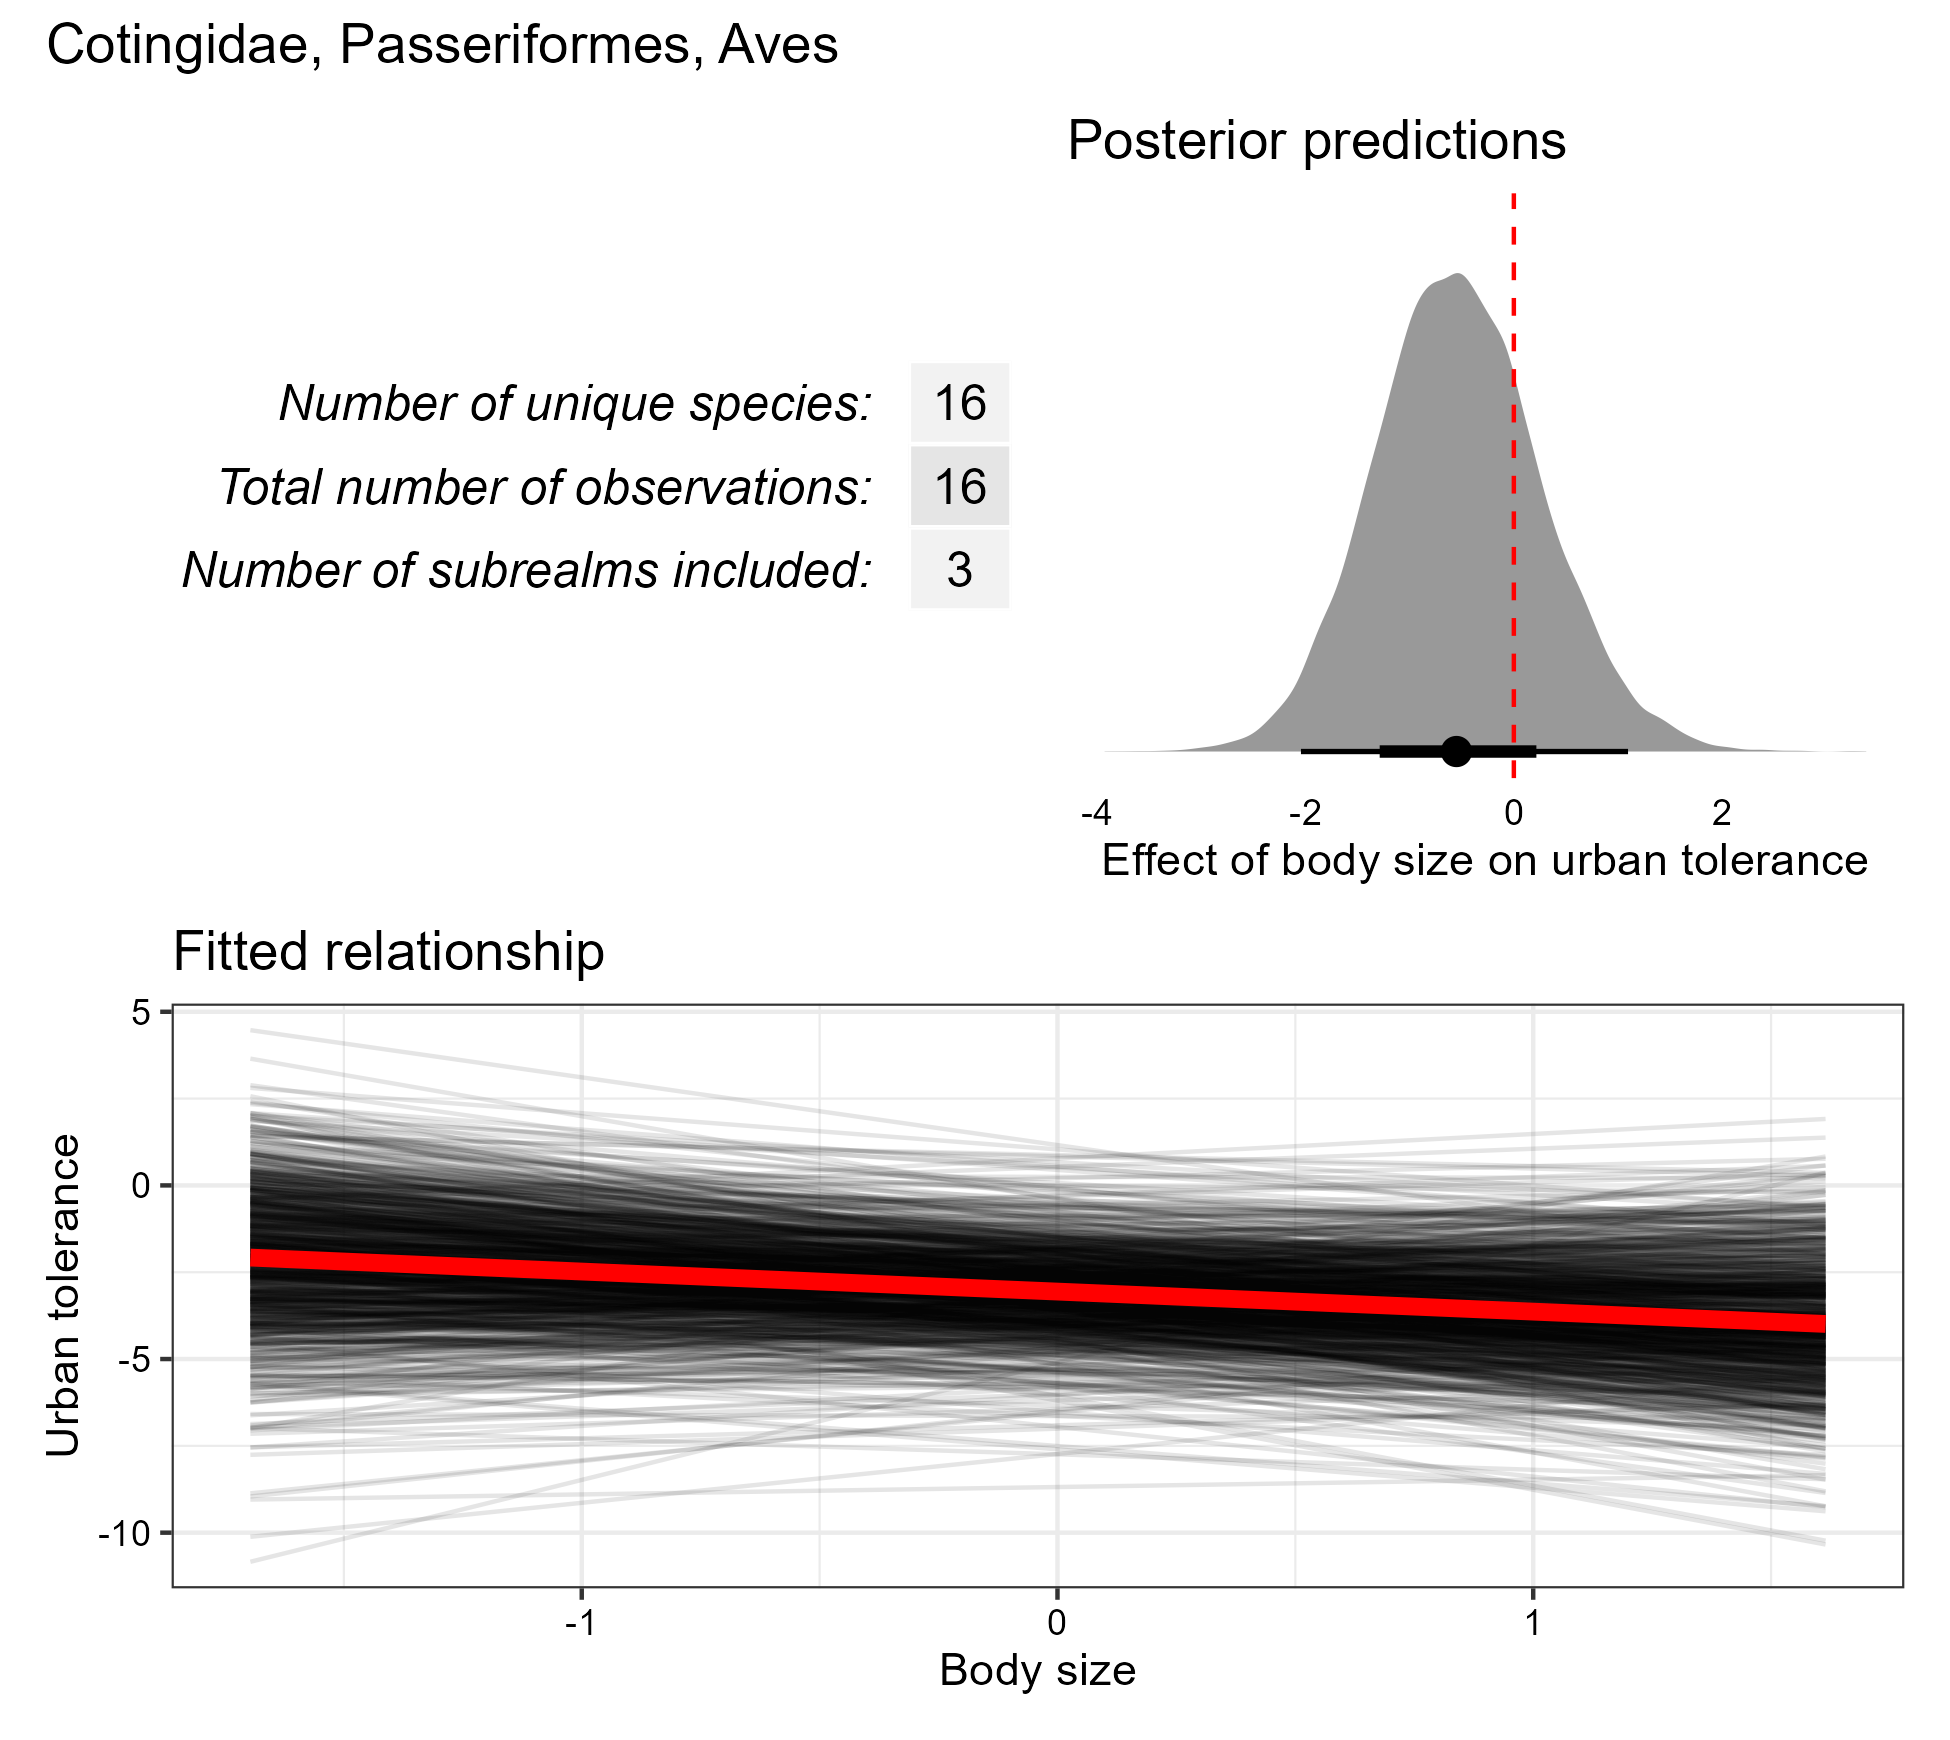 Cotingidae, Passeriformes, Aves
Posterior predictions
Number of unique species: 16
Total number of observations: 16
Number of subrealms included: 3
-4 -2 0 2
Effect of body size on urban tolerance
Fitted relationship
5
0
-5
-10
Urban tolerance
-1 0 1
Body size